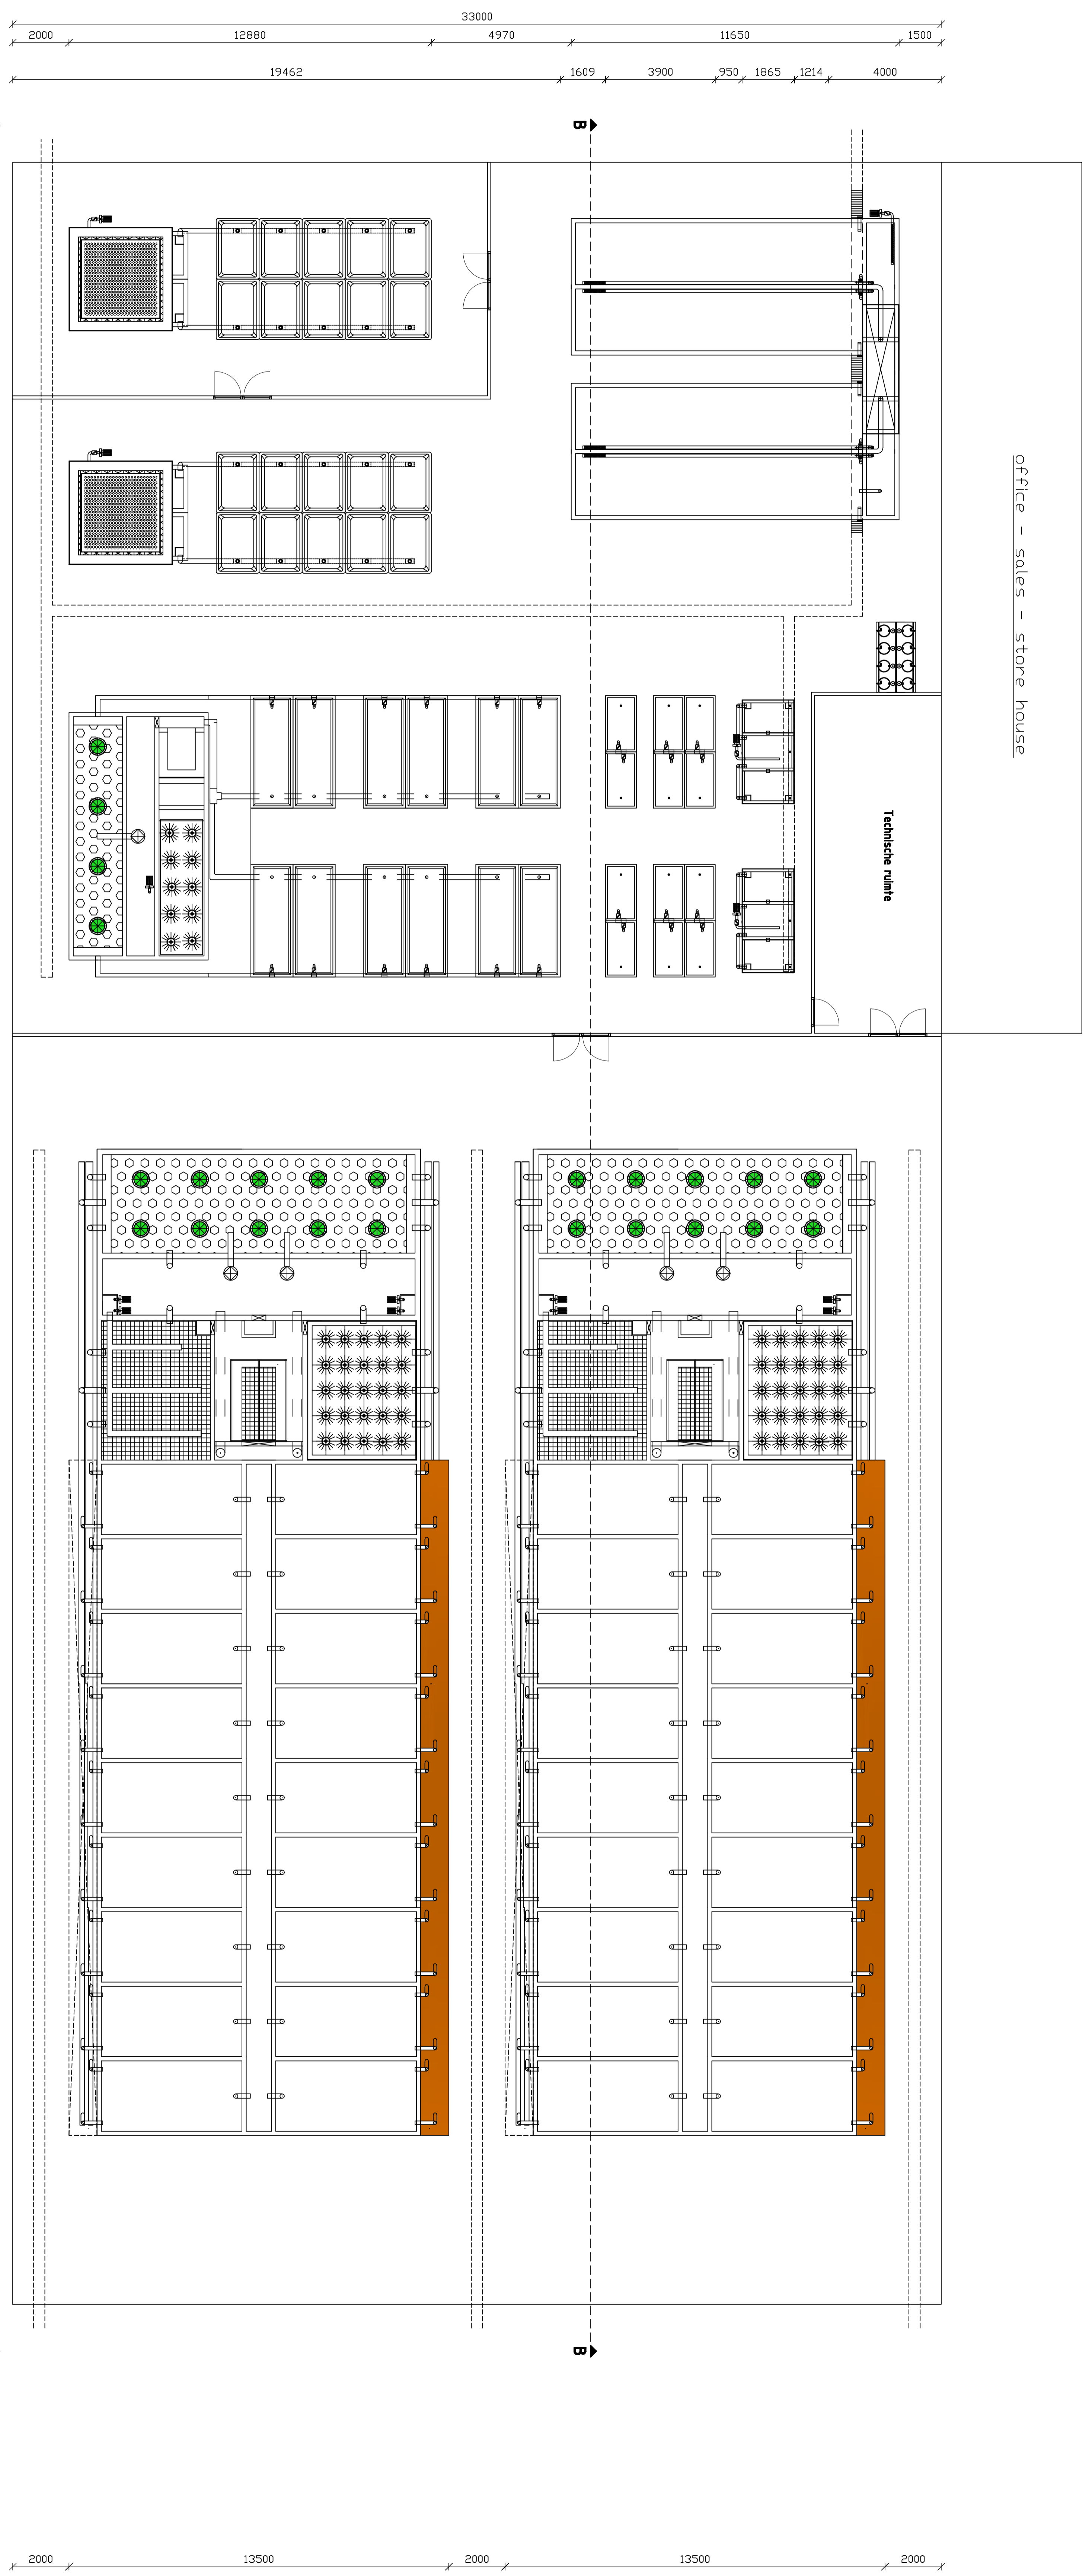 33000
2000 12880 4970 11650 1500
19462 1609 3900 950 1865 1214 4000
B
office - sales - store house
Technische ruimte
B
2000 13500 2000 13500 2000